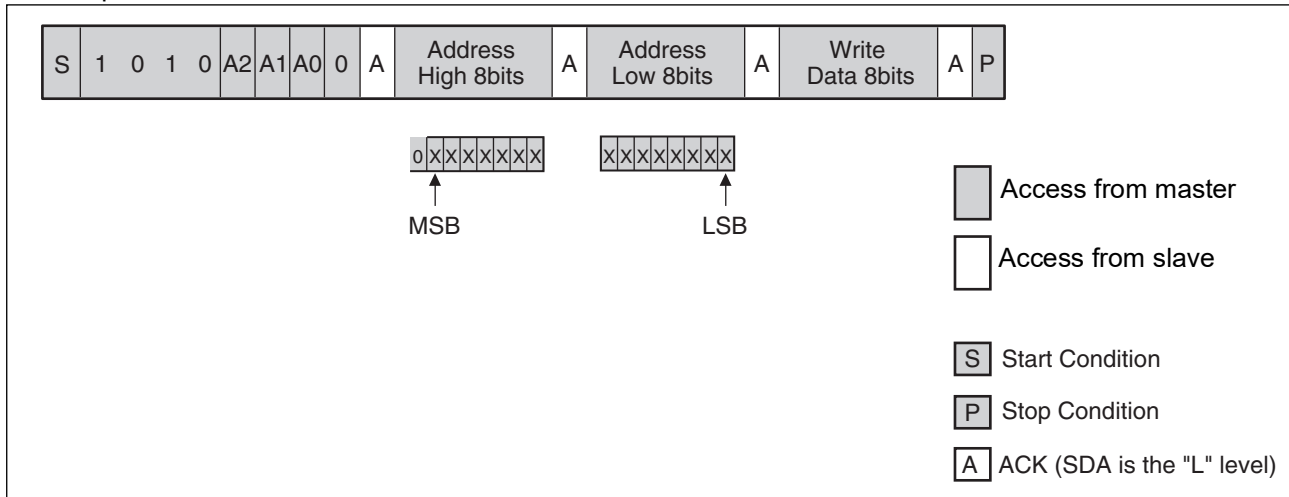 S 1 0 1 0 A2 A1 A0 0 A Address High 8bits A Address Low 8bits A Write Data 8bits A P
0 X X X X X X X X X X X X X X X
MSB LSB
Access from master
Access from slave
S Start Condition
P Stop Condition
A ACK (SDA is the "L" level)